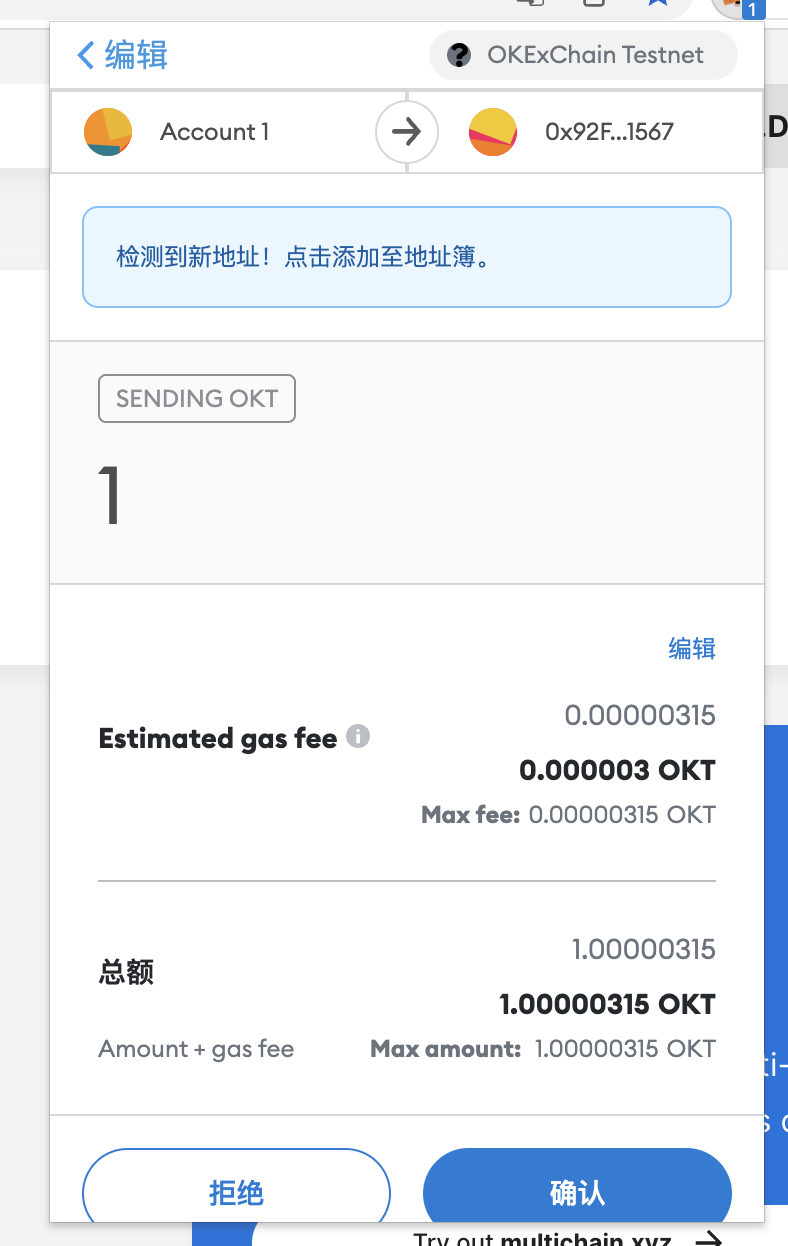 1
编辑
OKExChain Testnet
Account 1
0x92F...1567
检测到新地址！点击添加至地址簿。
SENDING OKT
1
编辑
0.00000315
Estimated gas fee
0.000003 OKT
Max fee: 0.00000315 OKT
1.00000315
总额
1.00000315 OKT
Amount + gas fee
Max amount: 1.00000315 OKT
拒绝
确认
Try out multichain.xyz